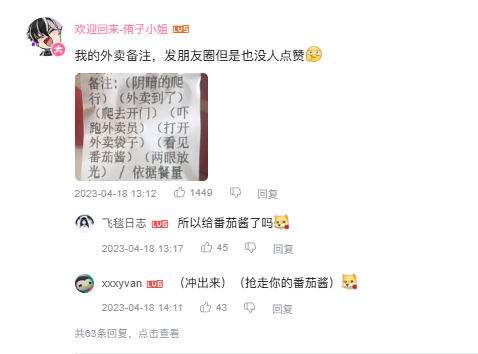 欢迎回来-侑子小姐 LV5
我的外卖备注，发朋友圈但是也没人点赞
备注:（阴暗的爬
行）（外卖到了）
（爬去开门）（吓
跑外卖员）（打开
外卖袋子）（看见
番茄酱）（两眼放
光） / 依据餐量
2023-04-18 13:12 1449 回复
飞毯日志 LV6 所以给番茄酱了吗
2023-04-18 13:17 45 回复
xxxyvan LV6 （冲出来）（抢走你的番茄酱）
2023-04-18 14:11 43 回复
共63条回复，点击查看